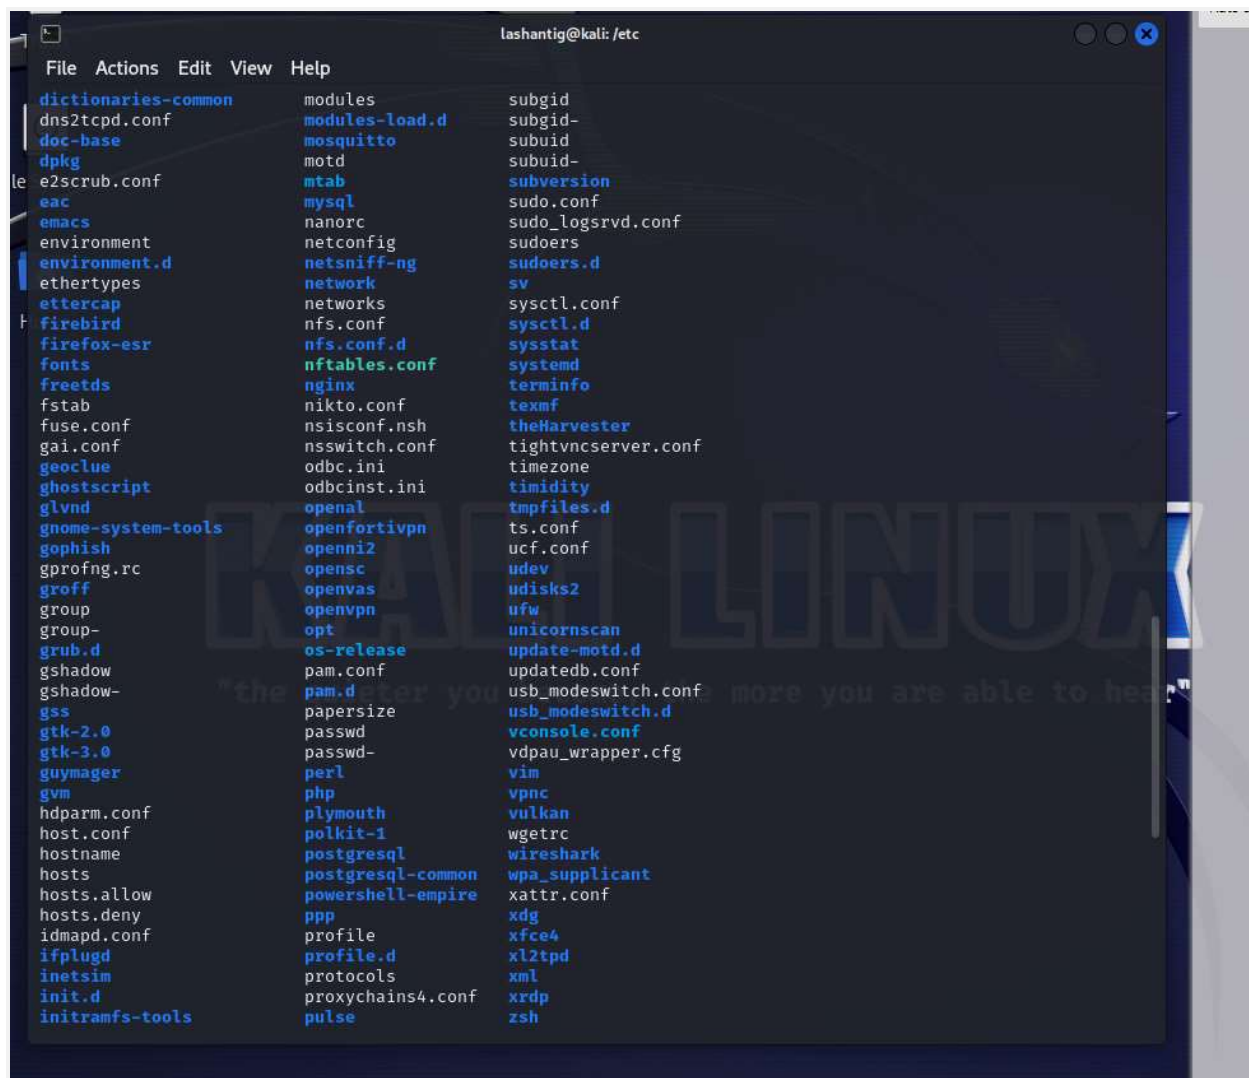 lashantig@kali: /etc
File Actions Edit View Help
dictionaries-common modules subgid
dns2tcpd.conf modules-load.d subgid-
doc-base mosquitto subuid
dpkg motd subuid-
e2scrub.conf mtab subversion
eac mysql sudo.conf
emacs nanorc sudo_logsrvd.conf
environment netconfig sudoers
environment.d netsniff-ng sudoers.d
ethertypes network sv
ettercap networks sysctl.conf
firebird nfs.conf sysctl.d
firefox-esr nfs.conf.d sysstat
fonts nftables.conf systemd
freetds nginx terminfo
fstab nikto.conf texmf
fuse.conf nsisconf.nsh theHarvester
gai.conf nsswitch.conf tightvncserver.conf
geoclue odbc.ini timezone
ghostscript odbcinst.ini timidity
glvnd openal tmpfiles.d
gnome-system-tools openfortivpn ts.conf
gophish openni2 ucf.conf
gprofng.rc opensc udev
groff openvas udisks2
group openvpn ufw
group- opt unicornscan
grub.d os-release update-motd.d
gshadow pam.conf updatedb.conf
gshadow- pam.d usb_modeswitch.conf
gss papersize usb_modeswitch.d
gtk-2.0 passwd vconsole.conf
gtk-3.0 passwd- vdpau_wrapper.cfg
guymager perl vim
gvm php vpnc
hdparm.conf plymouth vulkan
host.conf polkit-1 wgetrc
hostname postgresql wireshark
hosts postgresql-common wpa_supplicant
hosts.allow powershell-empire xattr.conf
hosts.deny ppp xdg
idmapd.conf profile xfce4
ifplugd profile.d xl2tpd
inetsim protocols xml
init.d proxychains4.conf xrdp
initramfs-tools pulse zsh
KALI LINUX
"the you more you are able to hear"